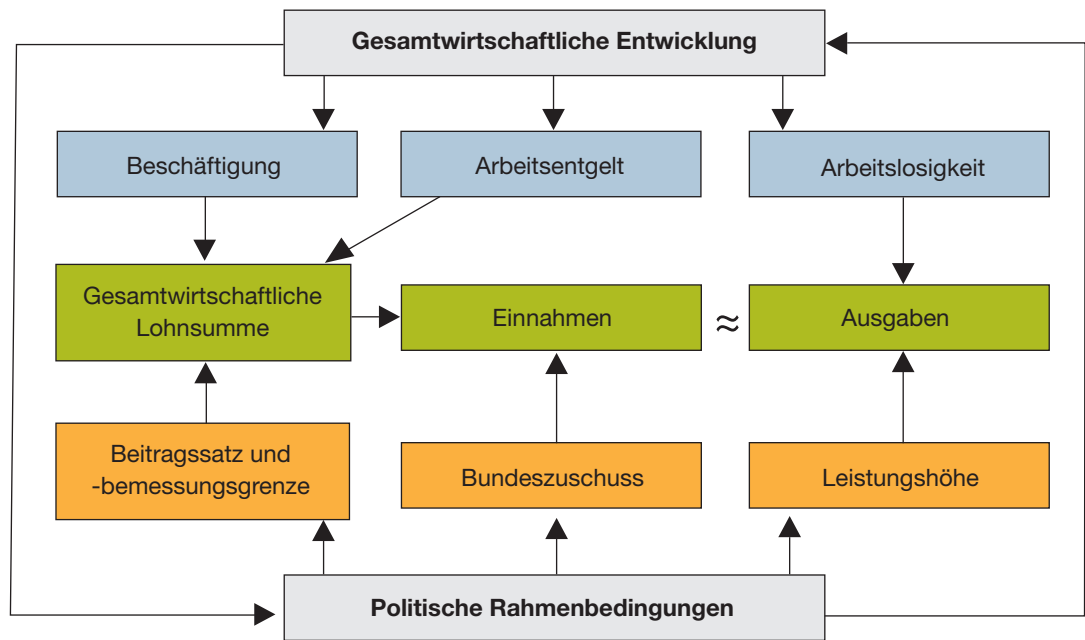 Gesamtwirtschaftliche Entwicklung
Beschäftigung
Arbeitsentgelt
Arbeitslosigkeit
Gesamtwirtschaftliche
Lohnsumme
Einnahmen
≈
Ausgaben
Beitragssatz und
-bemessungsgrenze
Bundeszuschuss
Leistungshöhe
Politische Rahmenbedingungen